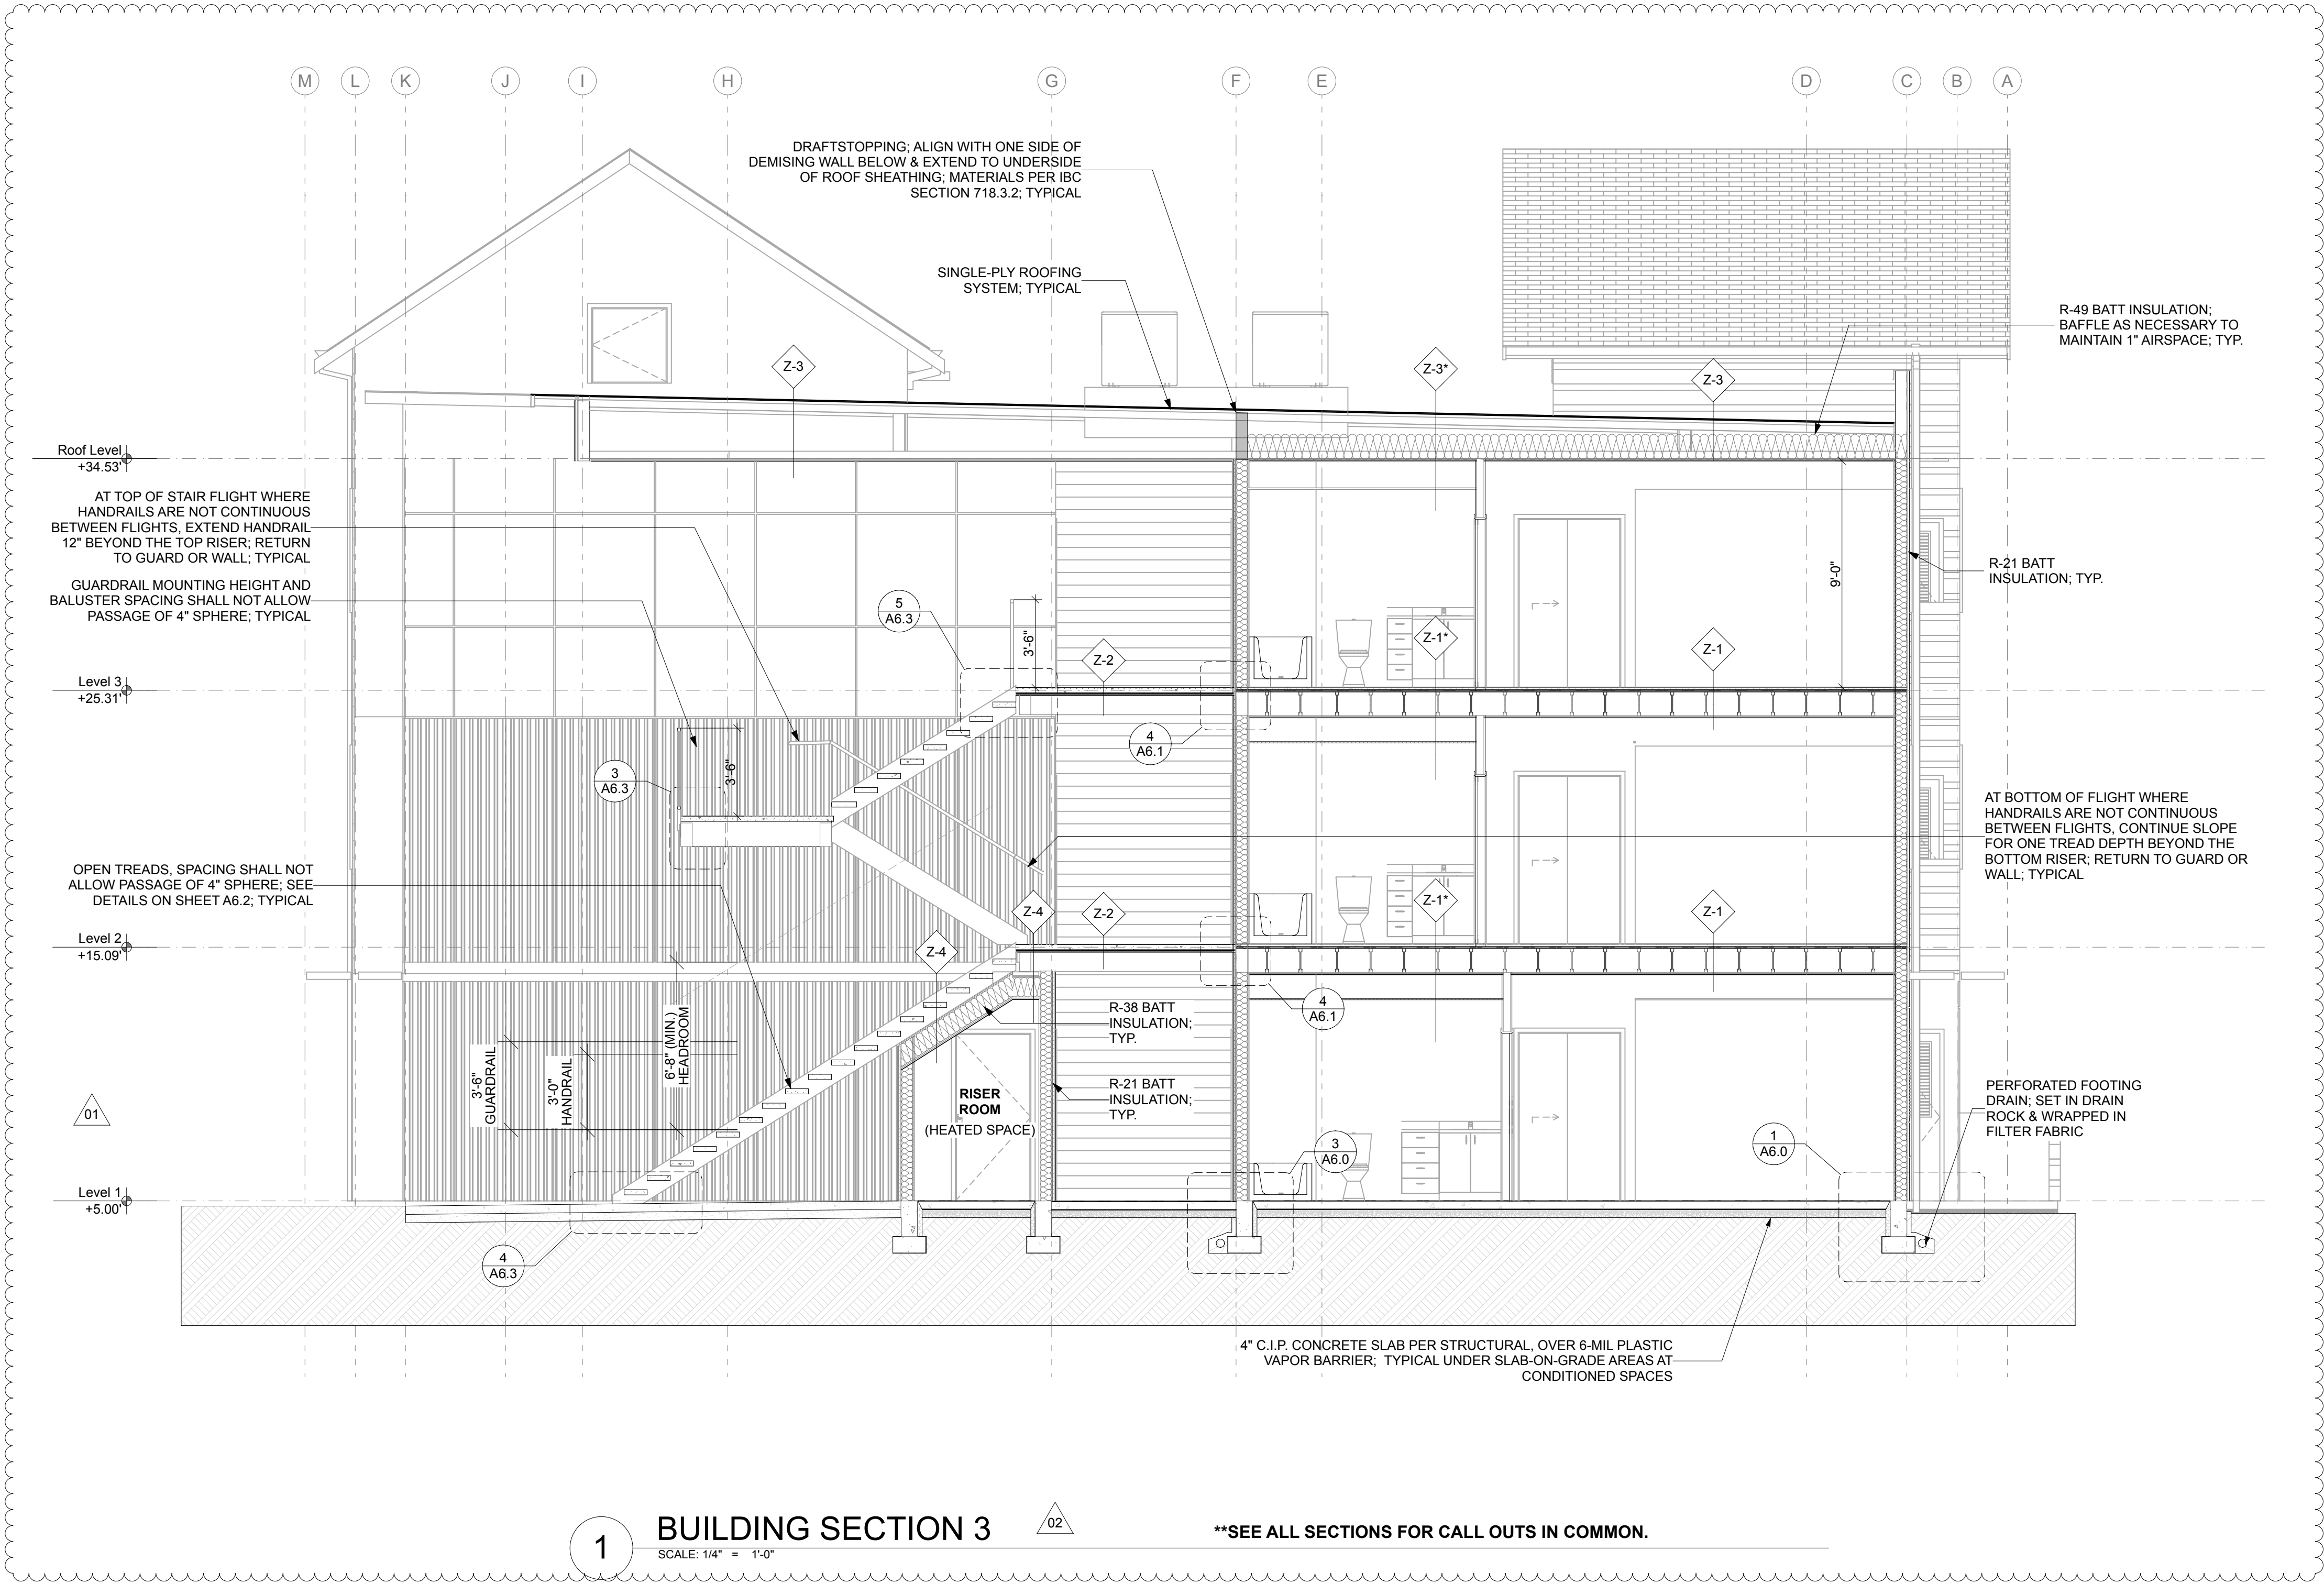 M L K J I H G F E D C B A
DRAFTSTOPPING; ALIGN WITH ONE SIDE OF
DEMISING WALL BELOW & EXTEND TO UNDERSIDE
OF ROOF SHEATHING; MATERIALS PER IBC
SECTION 718.3.2; TYPICAL
SINGLE-PLY ROOFING
SYSTEM; TYPICAL
R-49 BATT INSULATION;
BAFFLE AS NECESSARY TO
MAINTAIN 1" AIRSPACE; TYP.
Z-3
Z-3*
Z-3
Roof Level
+34.53'
AT TOP OF STAIR FLIGHT WHERE
HANDRAILS ARE NOT CONTINUOUS
BETWEEN FLIGHTS, EXTEND HANDRAIL
12" BEYOND THE TOP RISER; RETURN
TO GUARD OR WALL; TYPICAL
GUARDRAIL MOUNTING HEIGHT AND
BALUSTER SPACING SHALL NOT ALLOW
PASSAGE OF 4" SPHERE; TYPICAL
9'-0"
R-21 BATT
INSULATION; TYP.
5
A6.3
3'-6"
Z-2
Z-1*
Z-1
Level 3
+25.31'
4
A6.1
3
A6.3
3'-6"
AT BOTTOM OF FLIGHT WHERE
HANDRAILS ARE NOT CONTINUOUS
BETWEEN FLIGHTS, CONTINUE SLOPE
FOR ONE TREAD DEPTH BEYOND THE
BOTTOM RISER; RETURN TO GUARD OR
WALL; TYPICAL
OPEN TREADS, SPACING SHALL NOT
ALLOW PASSAGE OF 4" SPHERE; SEE
DETAILS ON SHEET A6.2; TYPICAL
Z-4
Z-4
Z-2
Z-1*
Z-1
Level 2
+15.09'
4
A6.1
R-38 BATT
INSULATION;
TYP.
6'-8" (MIN.)
HEADROOM
3'-6"
GUARDRAIL
3'-0"
HANDRAIL
R-21 BATT
INSULATION;
TYP.
RISER
ROOM
(HEATED SPACE)
01
PERFORATED FOOTING
DRAIN; SET IN DRAIN
ROCK & WRAPPED IN
FILTER FABRIC
3
A6.0
1
A6.0
Level 1
+5.00'
4
A6.3
4" C.I.P. CONCRETE SLAB PER STRUCTURAL, OVER 6-MIL PLASTIC
VAPOR BARRIER; TYPICAL UNDER SLAB-ON-GRADE AREAS AT
CONDITIONED SPACES
1
BUILDING SECTION 3
02
**SEE ALL SECTIONS FOR CALL OUTS IN COMMON.
SCALE: 1/4" = 1'-0"